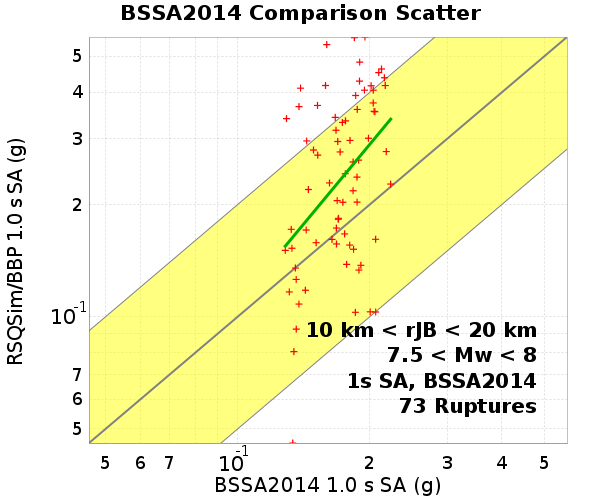 BSSA2014 Comparison Scatter
RSQSim/BBP 1.0 s SA (g)
5
4
3
2
10-1
7
6
5
10 km < rJB < 20 km
7.5 < Mw < 8
1s SA, BSSA2014
73 Ruptures
5 6 7 10-1 2 3 4 5
BSSA2014 1.0 s SA (g)